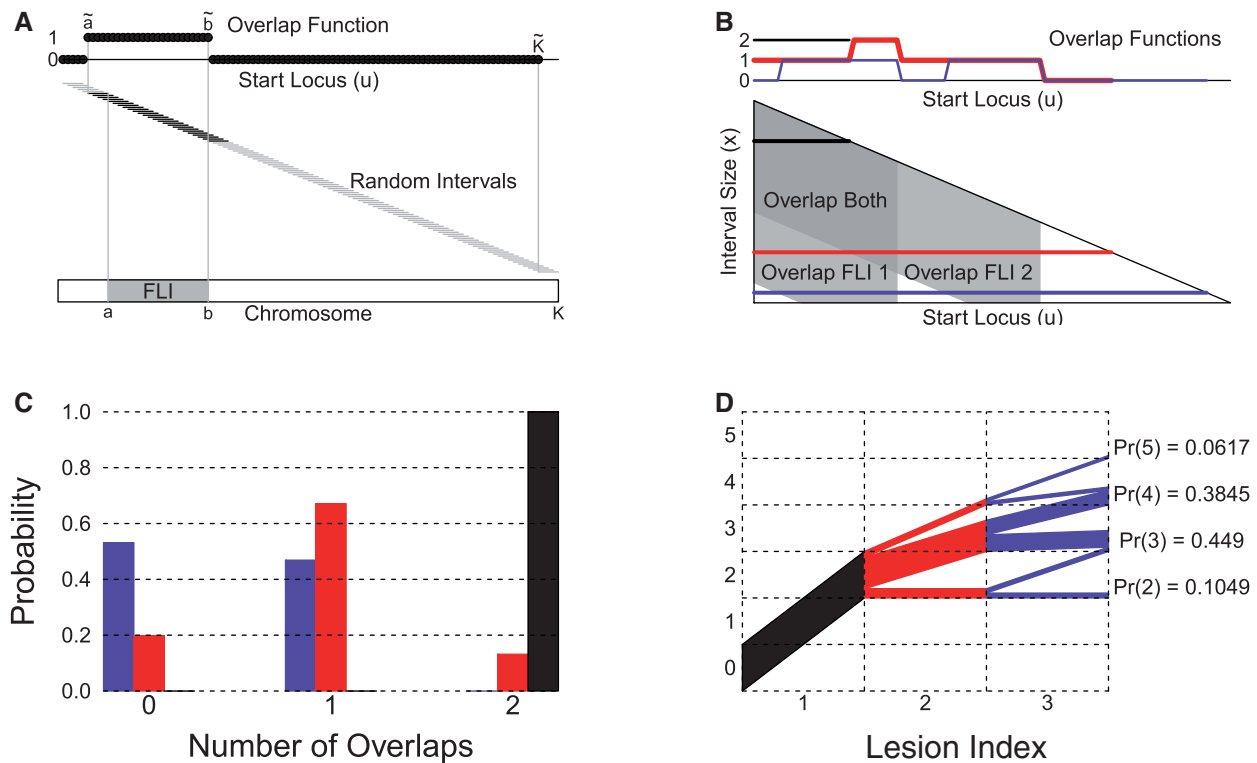 A
ã b̃ Overlap Function
K̃
1
0
Start Locus (u)
Random Intervals
FLI
a b Chromosome K
B
2
1
0
Overlap Functions
Start Locus (u)
Interval Size (x)
Overlap Both
Overlap FLI 1 Overlap FLI 2
Start Locus (u)
C
Probability
1.0
0.8
0.6
0.4
0.2
0.0
0 1 2
Number of Overlaps
D
5
4
3
2
1
0
Pr(5) = 0.0617
Pr(4) = 0.3845
Pr(3) = 0.449
Pr(2) = 0.1049
1 2 3
Lesion Index